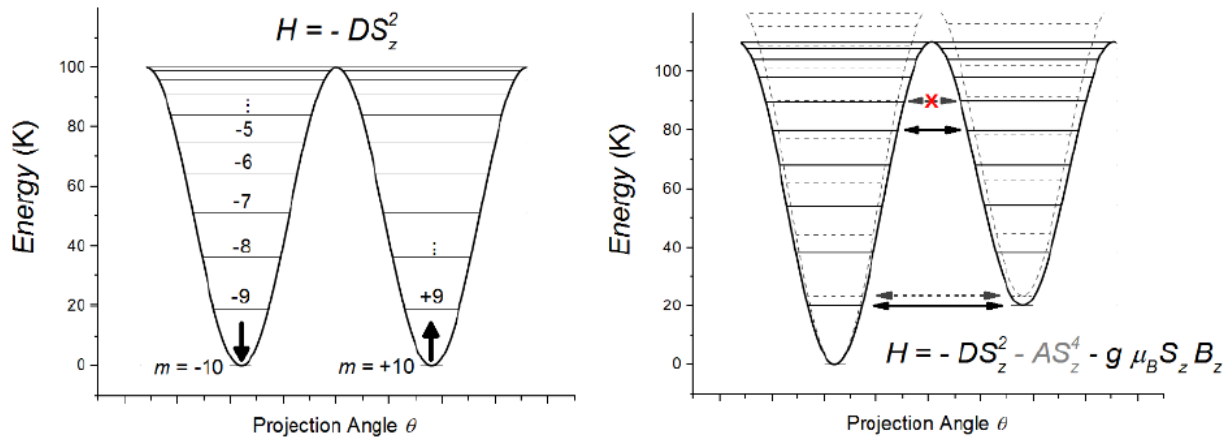 H = - DS_z^2
Energy (K)
100
80
60
40
20
0
⋮
-5
-6
-7
-8
-9
⋮
+9
m = -10
m = +10
Projection Angle θ
Energy (K)
100
80
60
40
20
0
X
H = - DS_z^2 - AS_z^4 - g μ_B S_z B_z
Projection Angle θ